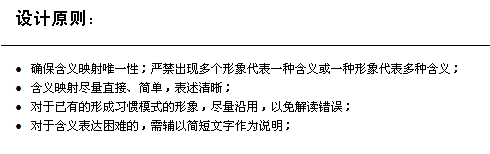 设计原则：
● 确保含义映射唯一性；严禁出现多个形象代表一种含义或一种形象代表多种含义；
● 含义映射尽量直接、简单，表述清晰；
● 对于已有的形成习惯模式的形象，尽量沿用，以免解读错误；
● 对于含义表达困难的，需辅以简短文字作为说明；